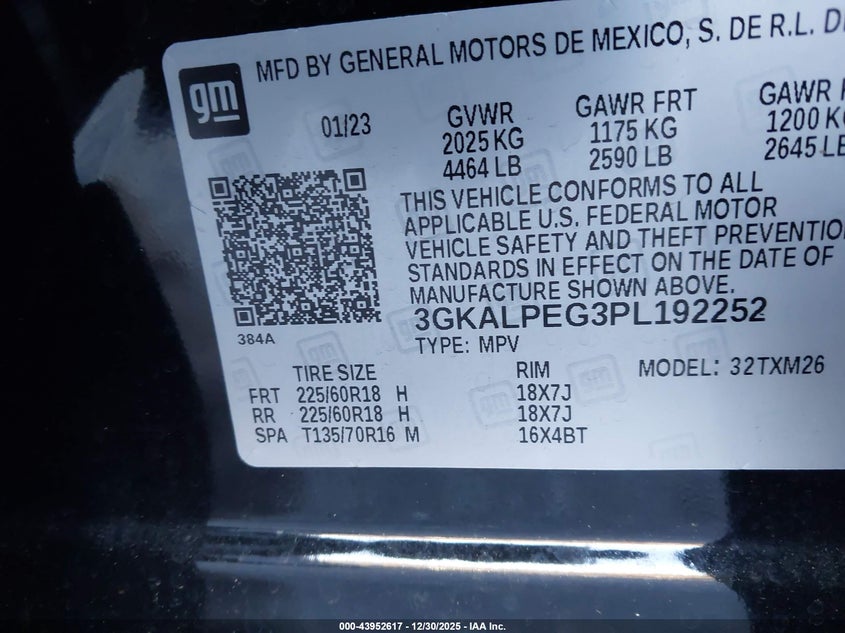 gm
MFD BY GENERAL MOTORS DE MEXICO, S. DE R.L. DE
01/23
GVWR
2025 KG
4464 LB
GAWR FRT
1175 KG
2590 LB
GAWR
1200 KG
2645 LB
THIS VEHICLE CONFORMS TO ALL
APPLICABLE U.S. FEDERAL MOTOR
VEHICLE SAFETY AND THEFT PREVENTION
STANDARDS IN EFFECT ON THE DATE OF
MANUFACTURE SHOWN ABOVE.
3GKALPEG3PL192252
384A
TYPE: MPV
TIRE SIZE RIM MODEL: 32TXM26
FRT 225/60R18 H 18X7J
RR 225/60R18 H 18X7J
SPA T135/70R16 M 16X4BT
000-43952617 - 12/30/2025 - IAA Inc.